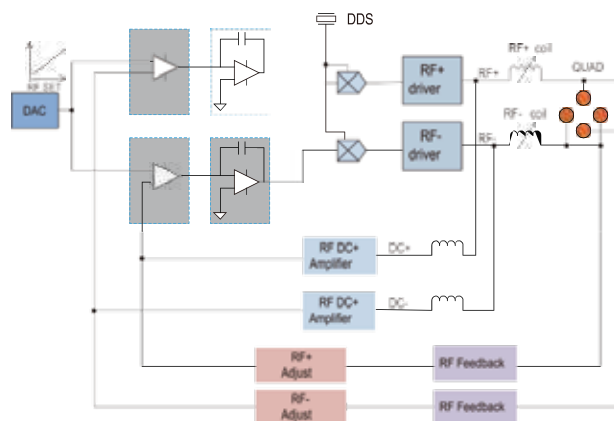 DDS
RF SET
DAC
RF+
driver
RF+
RF+ coil
QUAD
RF-
driver
RF-
RF- coil
RF DC+
Amplifier
DC+
RF DC+
Amplifier
DC-
RF+
Adjust
RF Feedback
RF-
Adjust
RF Feedback